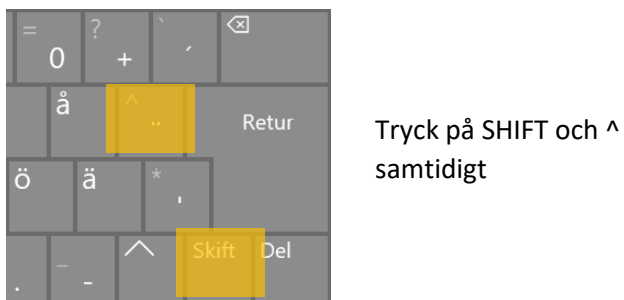 = ? `
0 + ´
å ^ ¨ Retur
ö ä * '
. _ - Skift Del
Tryck på SHIFT och ^
samtidigt